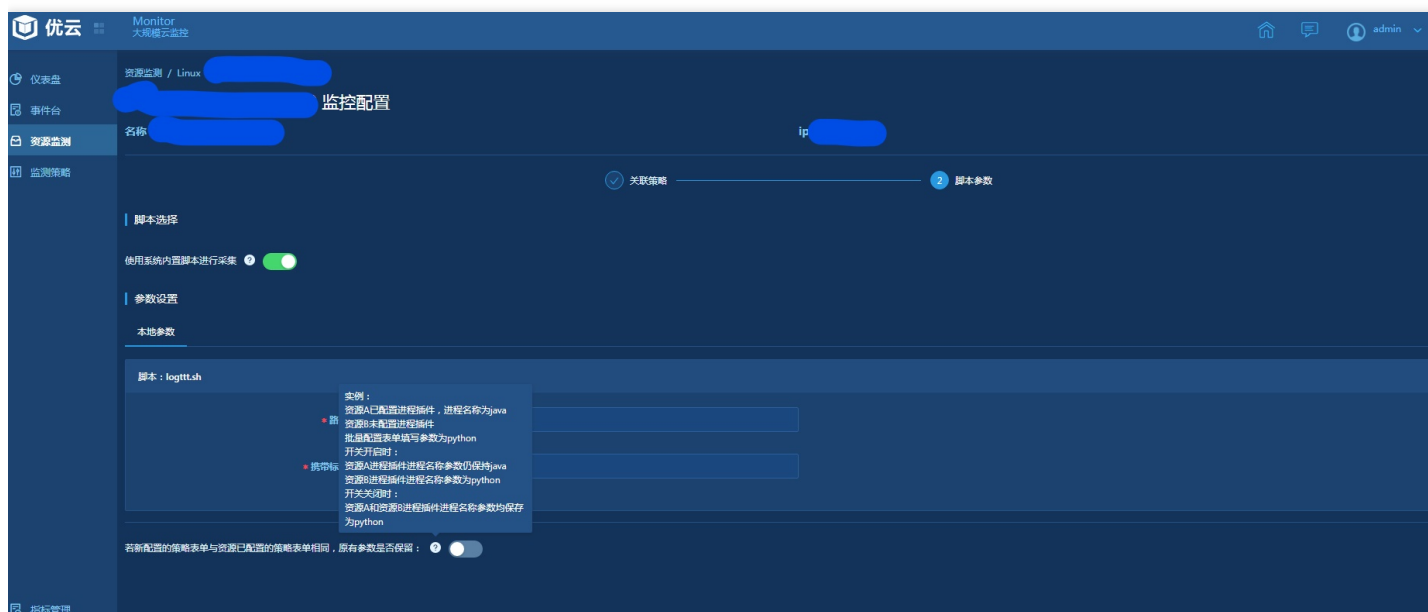 优云
Monitor
大规模云监控
admin
仪表盘
事件台
资源监测
监测策略
指标管理
资源监测 / Linux
监控配置
名称
ip
关联策略
2 脚本参数
脚本选择
使用系统内置脚本进行采集 ?
参数设置
本地参数
脚本：logttt.sh
* 路
* 携带标
实例：
资源A已配置进程插件，进程名称为java
资源B未配置进程插件
批量配置表单填写参数为python
开关开启时：
资源A进程插件进程名称参数仍保持java
资源B进程插件进程名称参数为python
开关关闭时：
资源A和资源B进程插件进程名称参数均保存
为python
若新配置的策略表单与资源已配置的策略表单相同，原有参数是否保留： ?